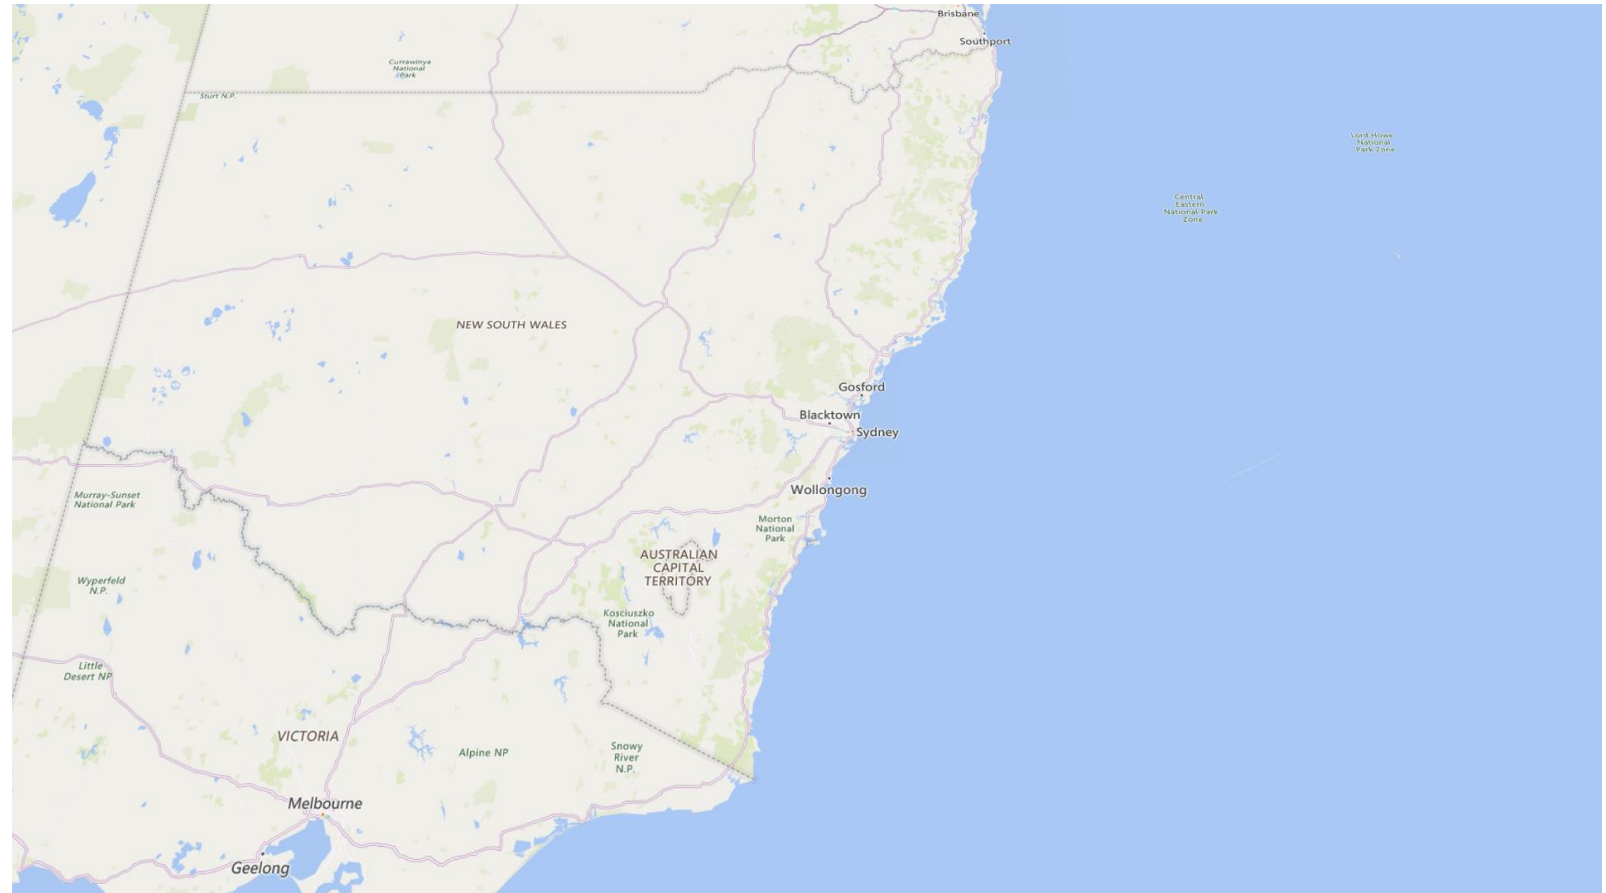 Brisbane
Southport
Currawinya
National
Park
Sturt N.P.
Lord Howe
National
Park Zone
Central
Eastern
National Park
Zone
NEW SOUTH WALES
Gosford
Blacktown
Sydney
Wollongong
Murray-Sunset
National Park
Morton
National
Park
AUSTRALIAN
CAPITAL
TERRITORY
Wyperfeld
N.P.
Kosciuszko
National
Park
Little
Desert NP
VICTORIA
Alpine NP
Snowy
River
N.P.
Melbourne
Geelong